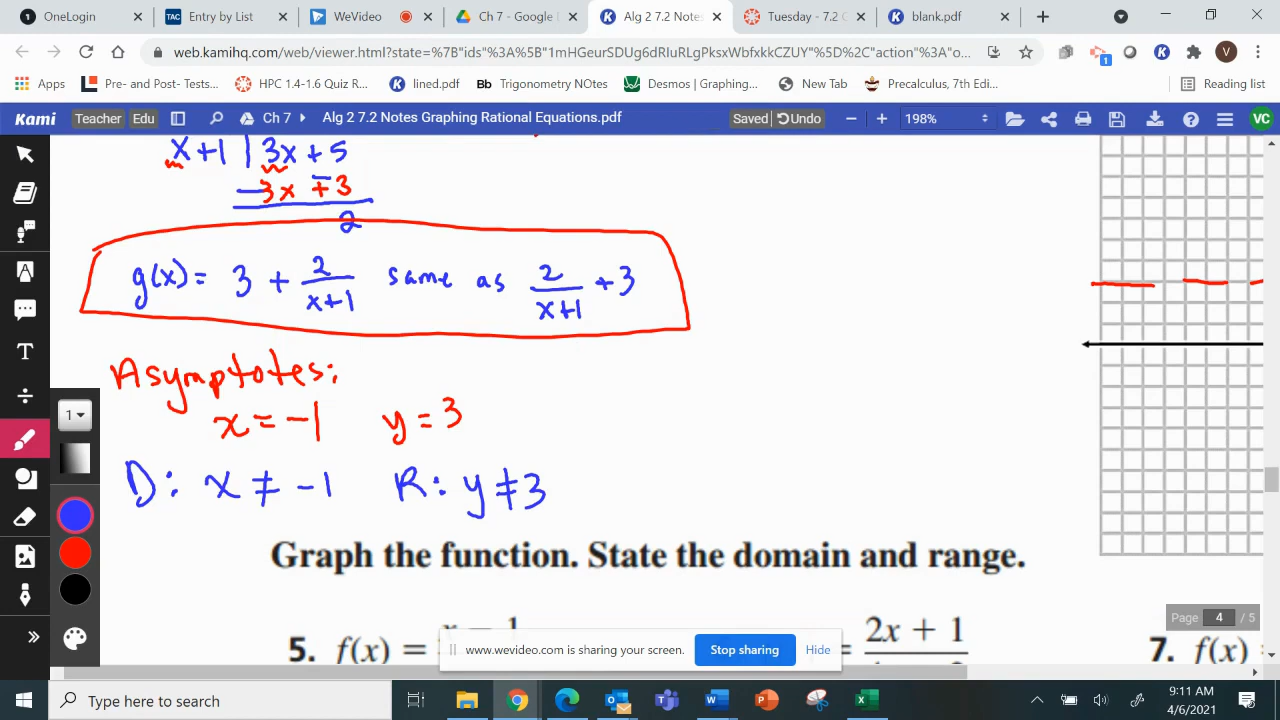 OneLogin
TAC Entry by List
WeVideo
Ch 7 - Google
Alg 2 7.2 Notes
Tuesday - 7.2
blank.pdf
web.kamihq.com/web/viewer.html?state=%7B"ids"%3A%5B"1mHGeurSDUg6dRIuRLgPksxWbfxkkCZUY"%5D%2C"action"%3A"o...
Apps
Pre- and Post- Tests...
HPC 1.4-1.6 Quiz R...
lined.pdf
Bb Trigonometry NOtes
Desmos | Graphing...
New Tab
Precalculus, 7th Edi...
Reading list
Kami Teacher Edu Ch 7 Alg 2 7.2 Notes Graphing Rational Equations.pdf Saved Undo 198% VC
x+1 | 3x + 5
3x + 3
2
g(x) = 3 + 2/(x+1) same as 2/(x+1) + 3
Asymptotes:
x = -1 y = 3
D: x ≠ -1 R: y ≠ 3
Graph the function. State the domain and range.
5. f(x) = x − 1
= 2x + 1
7. f(x)
Page 4 / 5
www.wevideo.com is sharing your screen. Stop sharing Hide
Type here to search
9:11 AM
4/6/2021